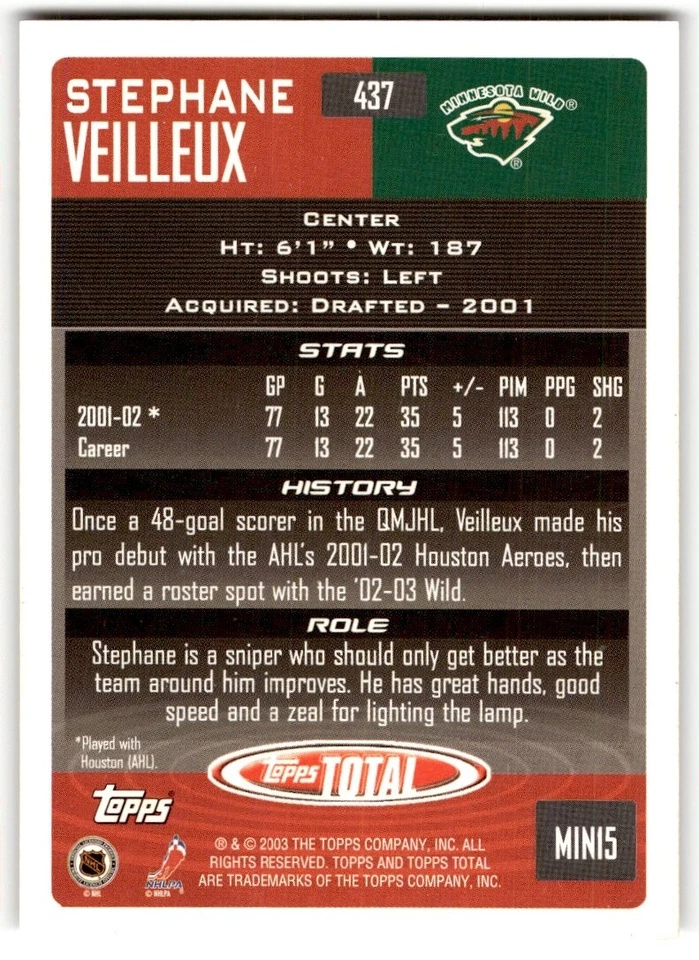 STEPHANE
VEILLEUX
437
MINNESOTA WILD®
®
CENTER
HT: 6'1" • WT: 187
SHOOTS: LEFT
ACQUIRED: DRAFTED – 2001
STATS
GP G A PTS +/- PIM PPG SHG
2001-02 * 77 13 22 35 5 113 0 2
Career 77 13 22 35 5 113 0 2
HISTORY
Once a 48-goal scorer in the QMJHL, Veilleux made his
pro debut with the AHL's 2001-02 Houston Aeroes, then
earned a roster spot with the '02-03 Wild.
ROLE
Stephane is a sniper who should only get better as the
team around him improves. He has great hands, good
speed and a zeal for lighting the lamp.
*Played with
Houston (AHL).
Topps TOTAL
Topps®
MIN15
® & © 2003 THE TOPPS COMPANY, INC. ALL
RIGHTS RESERVED. TOPPS AND TOPPS TOTAL
ARE TRADEMARKS OF THE TOPPS COMPANY, INC.
NHL
© NHL
NHLPA
© NHLPA